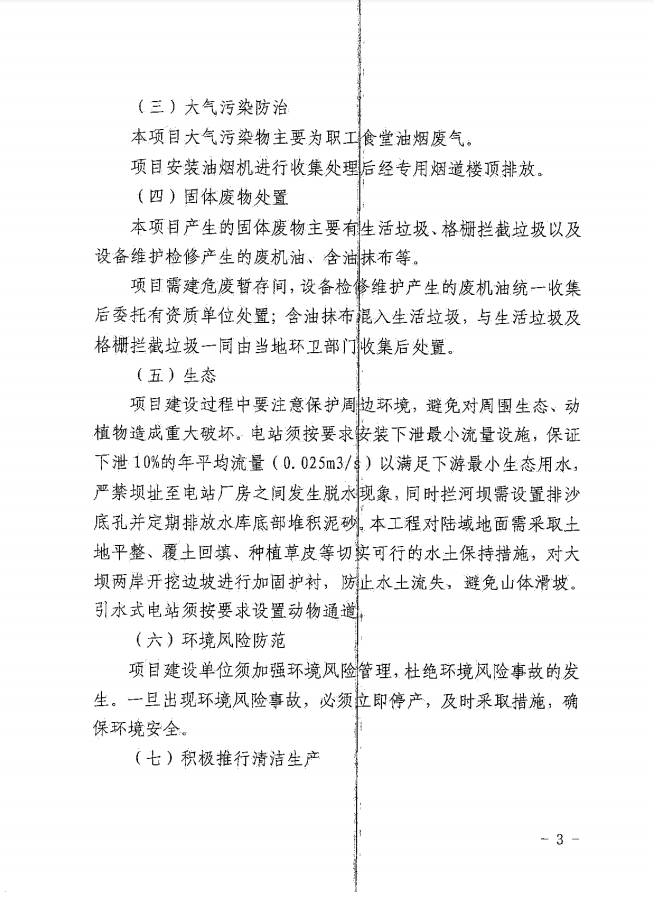 （三）大气污染防治
本项目大气污染物主要为职工食堂油烟废气。
项目安装油烟机进行收集处理后经专用烟道楼顶排放。
（四）固体废物处置
本项目产生的固体废物主要有生活垃圾、格栅拦截垃圾以及
设备维护检修产生的废机油、含油抹布等。
项目需建危废暂存间，设备检修维护产生的废机油统一收集
后委托有资质单位处置；含油抹布混入生活垃圾，与生活垃圾及
格栅拦截垃圾一同由当地环卫部门收集后处置。
（五）生态
项目建设过程中要注意保护周边环境，避免对周围生态、动
植物造成重大破坏。电站须按要求安装下泄最小流量设施，保证
下泄10%的年平均流量（0.025m3/s）以满足下游最小生态用水，
严禁坝址至电站厂房之间发生脱水现象，同时拦河坝需设置排沙
底孔并定期排放水库底部堆积泥砂。本工程对陆域地面需采取土
地平整、覆土回填、种植草皮等切实可行的水土保持措施，对大
坝两岸开挖边坡进行加固护衬，防止水土流失，避免山体滑坡。
引水式电站须按要求设置动物通道。
（六）环境风险防范
项目建设单位须加强环境风险管理，杜绝环境风险事故的发
生。一旦出现环境风险事故，必须立即停产，及时采取措施，确
保环境安全。
（七）积极推行清洁生产
- 3 -